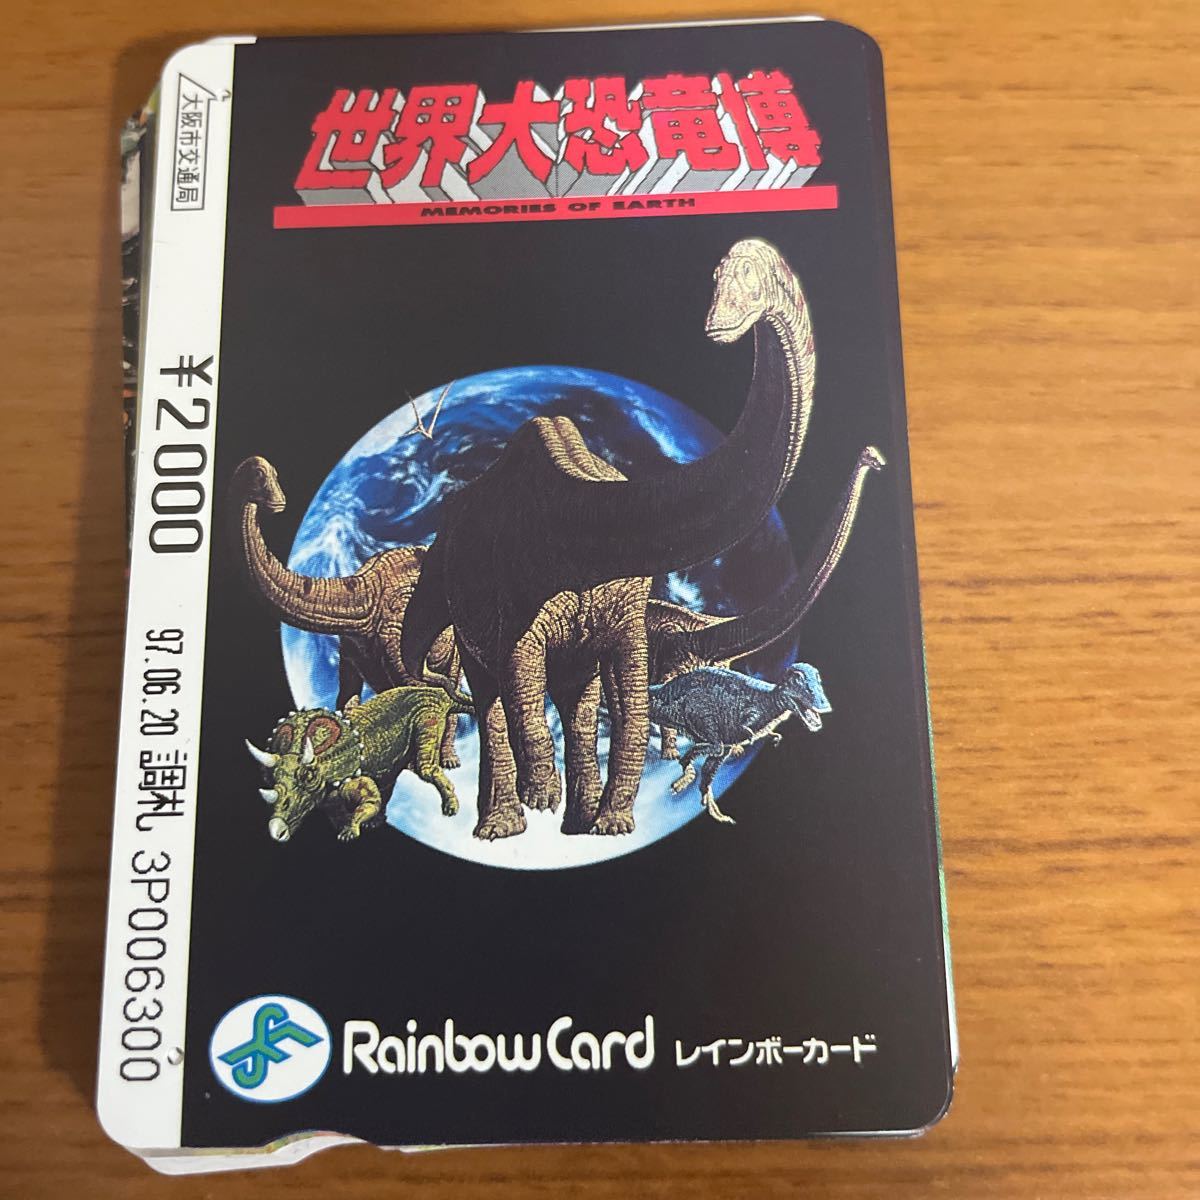 世界大恐竜博
MEMORIES OF EARTH
大阪市交通局
¥2000
97.06.20 調札 3P006300
Rainbow Card レインボーカード